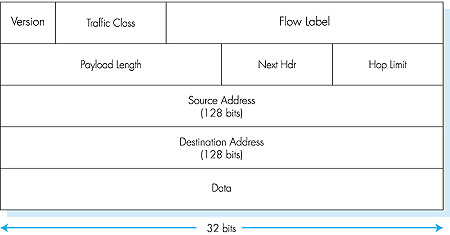 Version Traffic Class Flow Label
Payload Length Next Hdr Hop Limit
Source Address
(128 bits)
Destination Address
(128 bits)
Data
32 bits